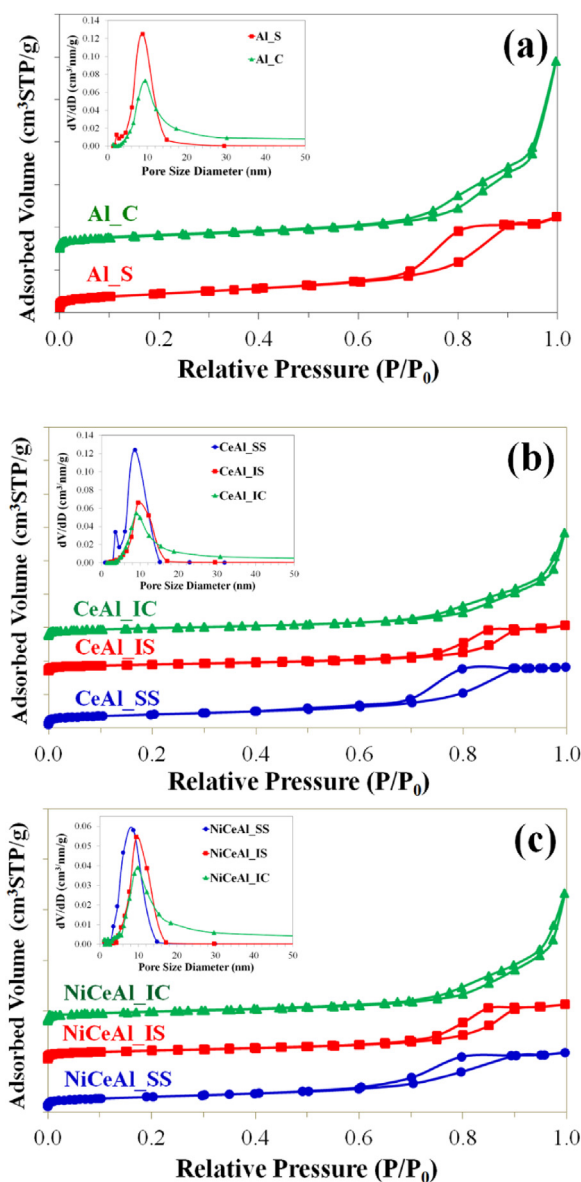 (a)
0.14
0.12
0.10
0.08
0.06
0.04
0.02
0.00
dV/dD (cm³/nm/g)
0 10 20 30 40 50
Pore Size Diameter (nm)
Al_S
Al_C
Adsorbed Volume (cm³STP/g)
Al_C
Al_S
0.0 0.2 0.4 0.6 0.8 1.0
Relative Pressure (P/P₀)
(b)
0.14
0.12
0.10
0.08
0.06
0.04
0.02
0.00
dV/dD (cm³/nm/g)
0 10 20 30 40 50
Pore Size Diameter (nm)
CeAl_SS
CeAl_IS
CeAl_IC
Adsorbed Volume (cm³STP/g)
CeAl_IC
CeAl_IS
CeAl_SS
0.0 0.2 0.4 0.6 0.8 1.0
Relative Pressure (P/P₀)
(c)
0.06
0.05
0.04
0.03
0.02
0.01
0
dV/dD (cm³/nm/g)
0 10 20 30 40 50
Pore Size Diameter (nm)
NiCeAl_SS
NiCeAl_IS
NiCeAl_IC
Adsorbed Volume (cm³STP/g)
NiCeAl_IC
NiCeAl_IS
NiCeAl_SS
0.0 0.2 0.4 0.6 0.8 1.0
Relative Pressure (P/P₀)